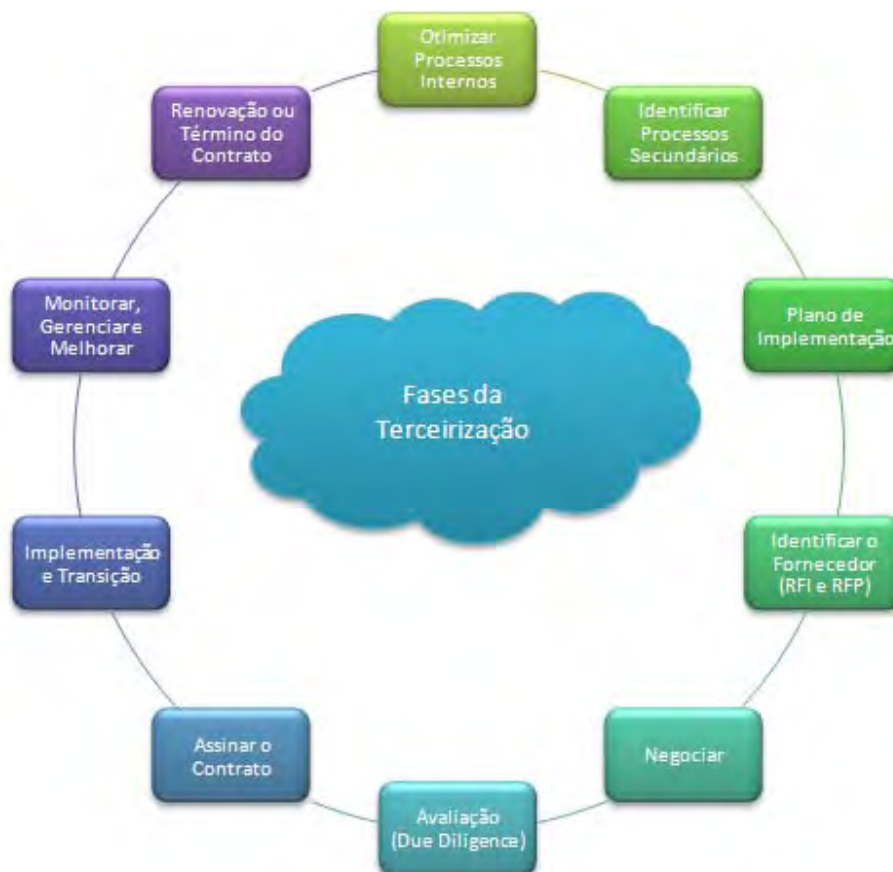 Otimizar
Processos
Internos
Identificar
Processos
Secundários
Plano de
Implementação
Identificar o
Fornecedor
(RFI e RFP)
Negociar
Avaliação
(Due Diligence)
Assinar o
Contrato
Implementação
e Transição
Monitorar,
Gerenciar e
Melhorar
Renovação ou
Término do
Contrato
Fases da
Terceirização